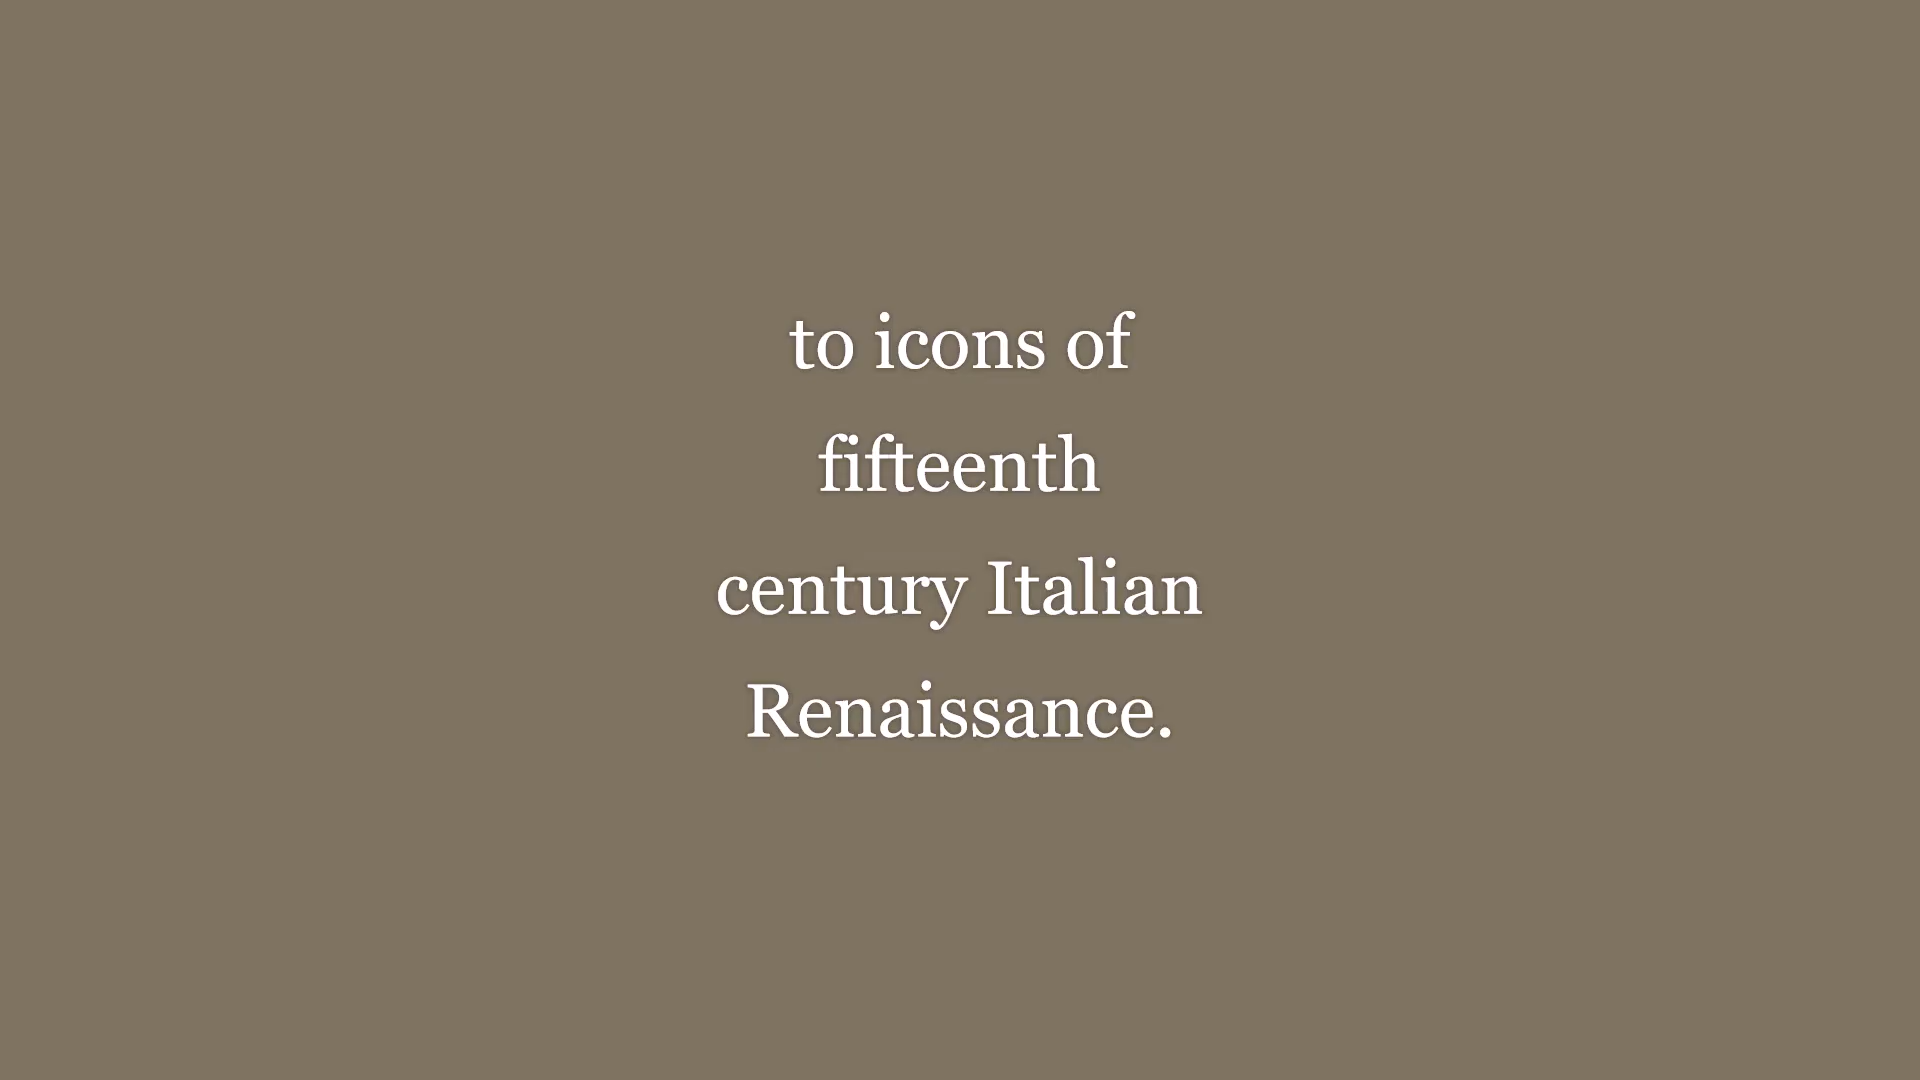 to icons of
fifteenth
century Italian
Renaissance.